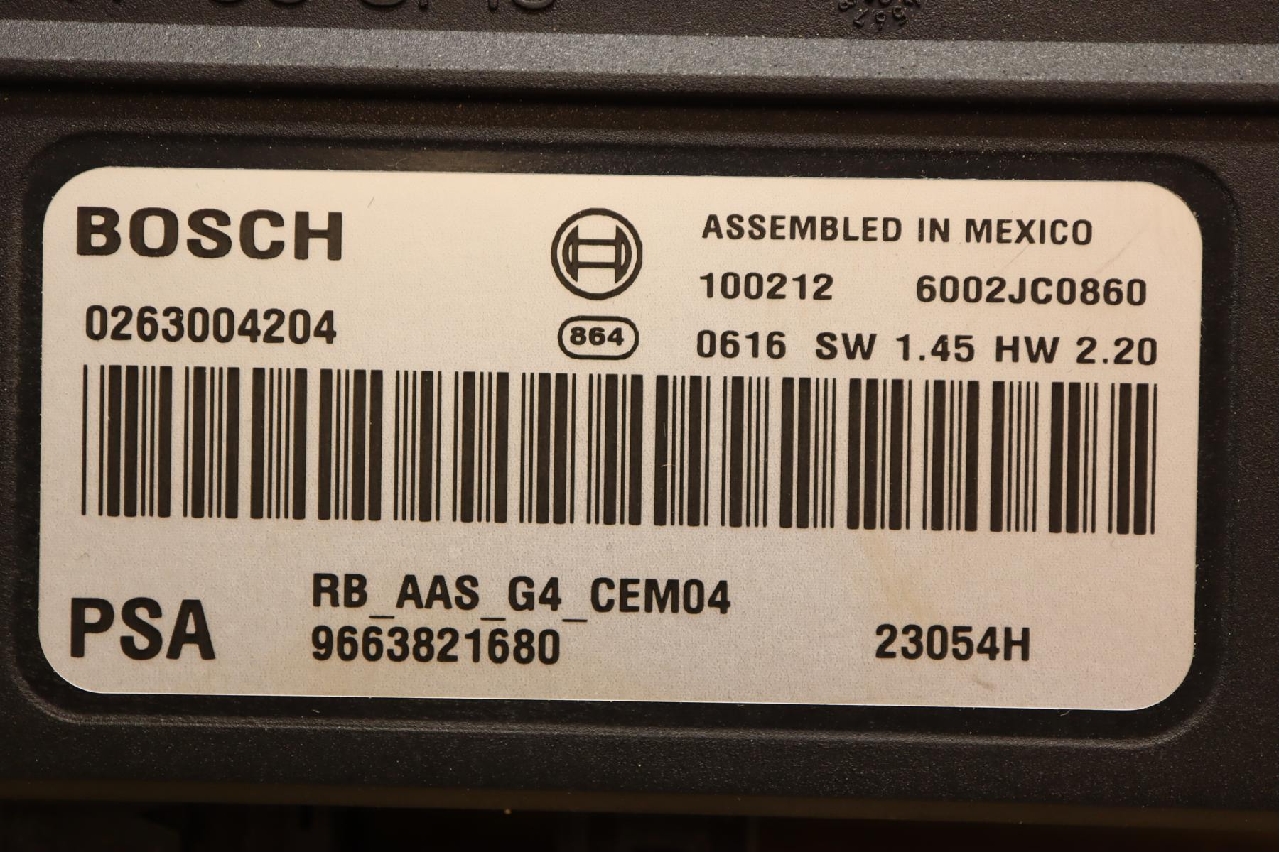 BOSCH
ASSEMBLED IN MEXICO
100212 6002JC0860
0263004204
864
0616 SW 1.45 HW 2.20
RB_AAS_G4_CEM04
PSA
9663821680
23054H